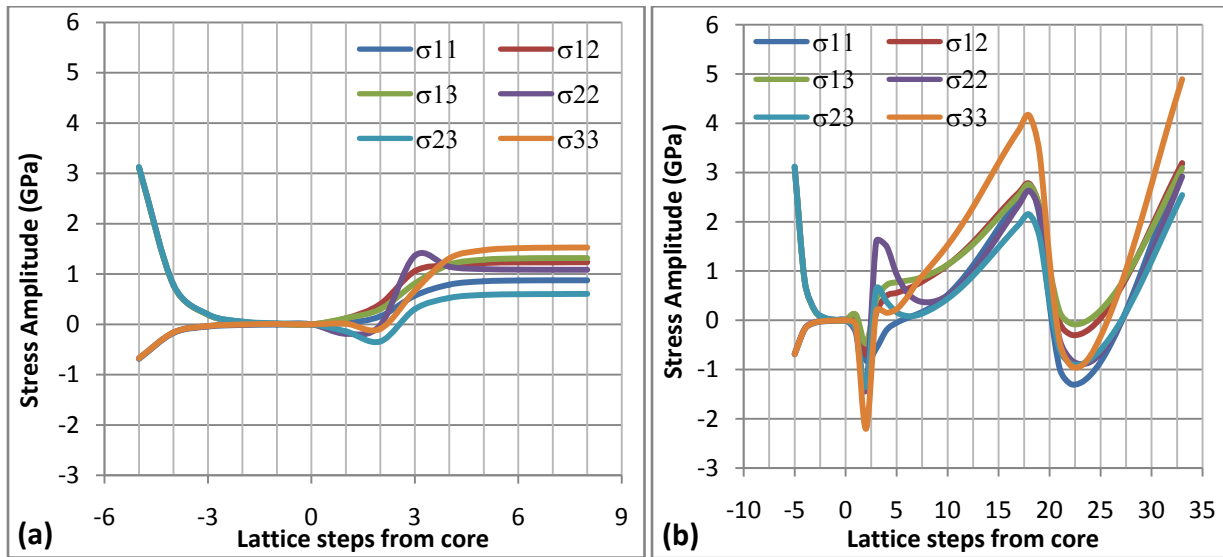 6
5
4
3
2
1
0
-1
-2
-3
Stress Amplitude (GPa)
σ11 σ12
σ13 σ22
σ23 σ33
-6 -3 0 3 6 9
Lattice steps from core
(a)
6
5
4
3
2
1
0
-1
-2
-3
Stress Amplitude (GPa)
σ11 σ12
σ13 σ22
σ23 σ33
-10 -5 0 5 10 15 20 25 30 35
Lattice steps from core
(b)